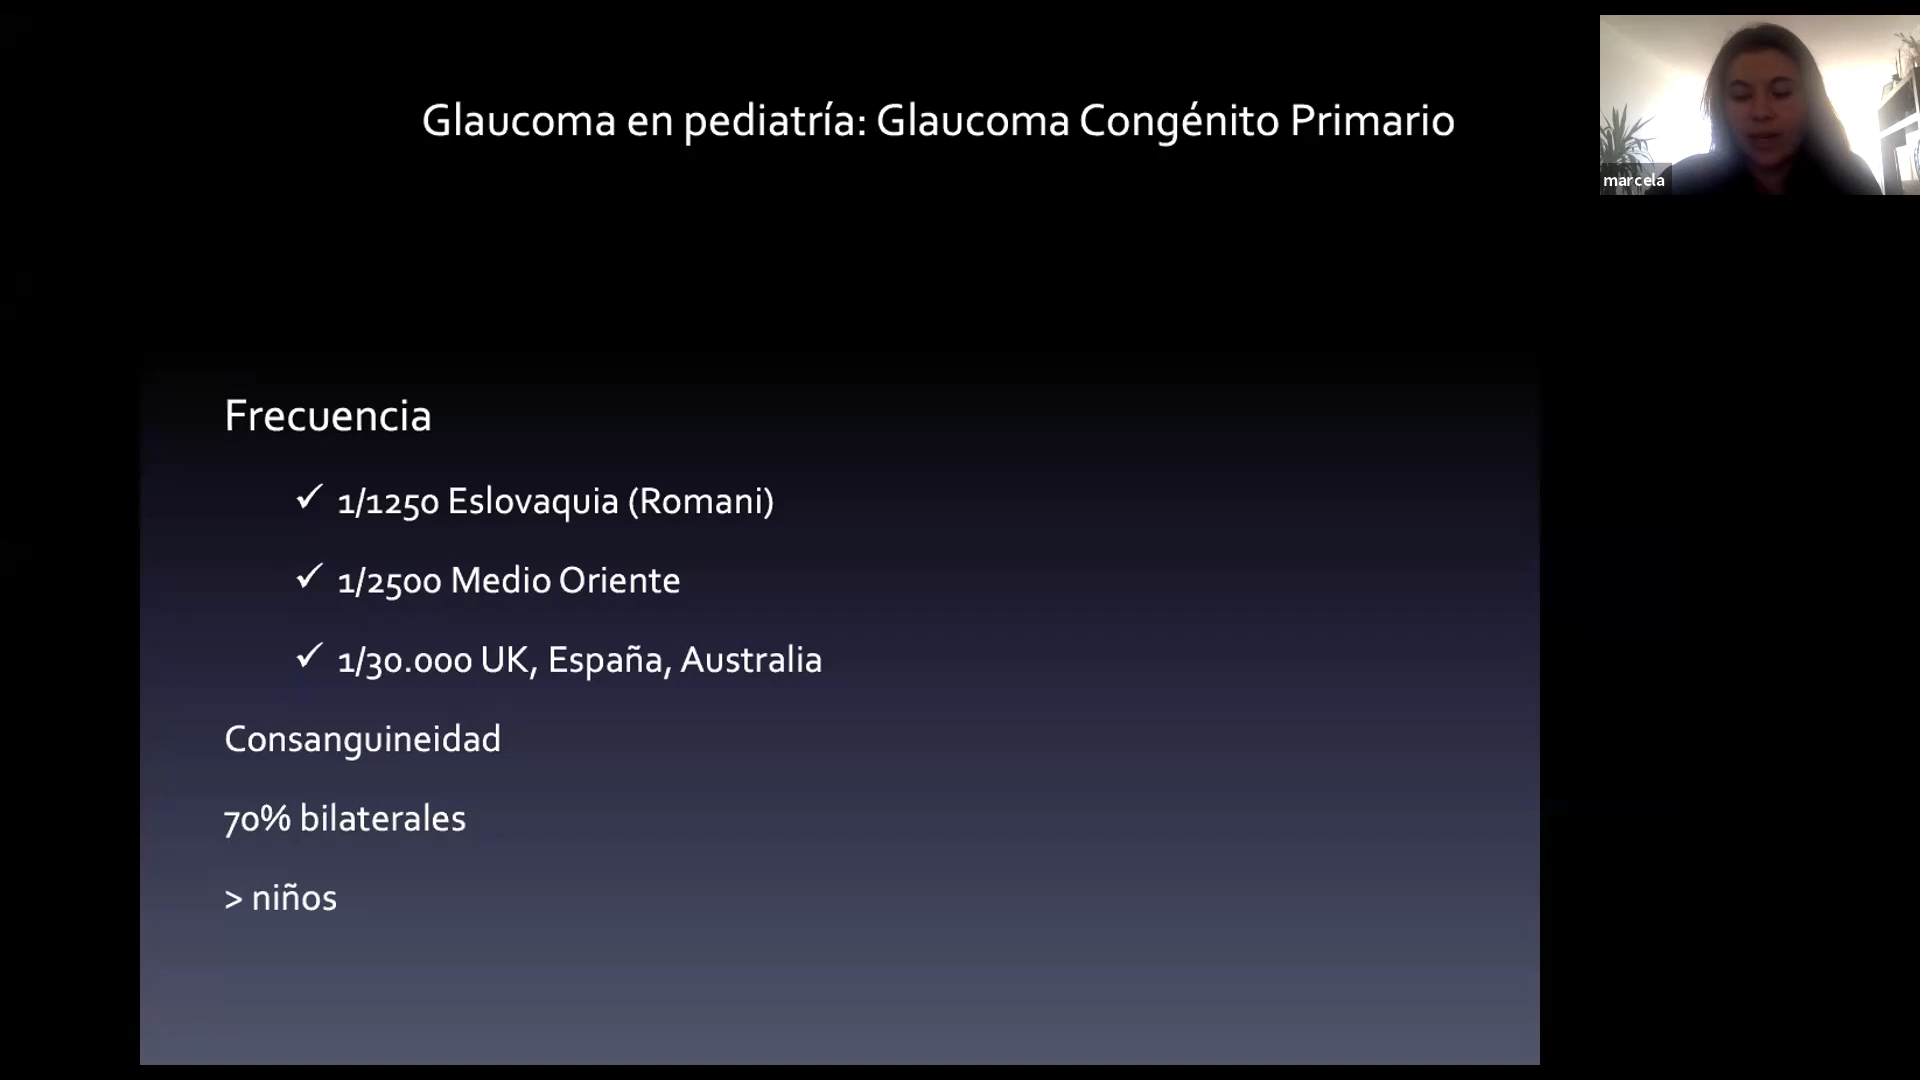 Glaucoma en pediatría: Glaucoma Congénito Primario
marcela
Frecuencia
✓ 1/1250 Eslovaquia (Romani)
✓ 1/2500 Medio Oriente
✓ 1/30.000 UK, España, Australia
Consanguineidad
70% bilaterales
> niños